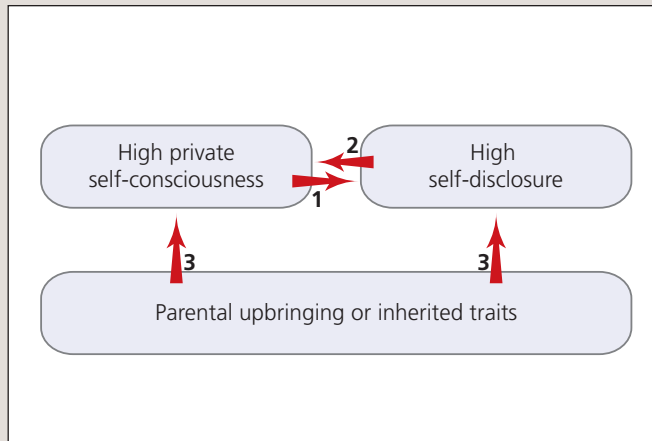 High private
self-consciousness
2
High
self-disclosure
1
3
3
Parental upbringing or inherited traits